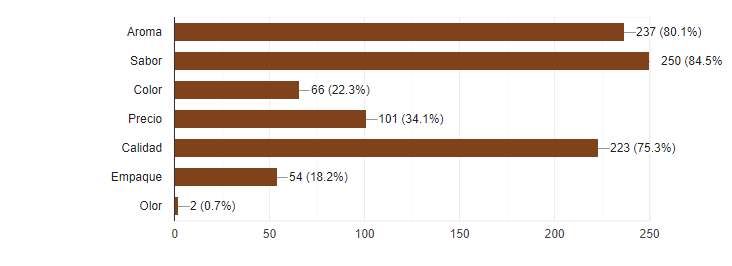 Aroma 237 (80.1%)
Sabor 250 (84.5%
Color 66 (22.3%)
Precio 101 (34.1%)
Calidad 223 (75.3%)
Empaque 54 (18.2%)
Olor 2 (0.7%)
0 50 100 150 200 250